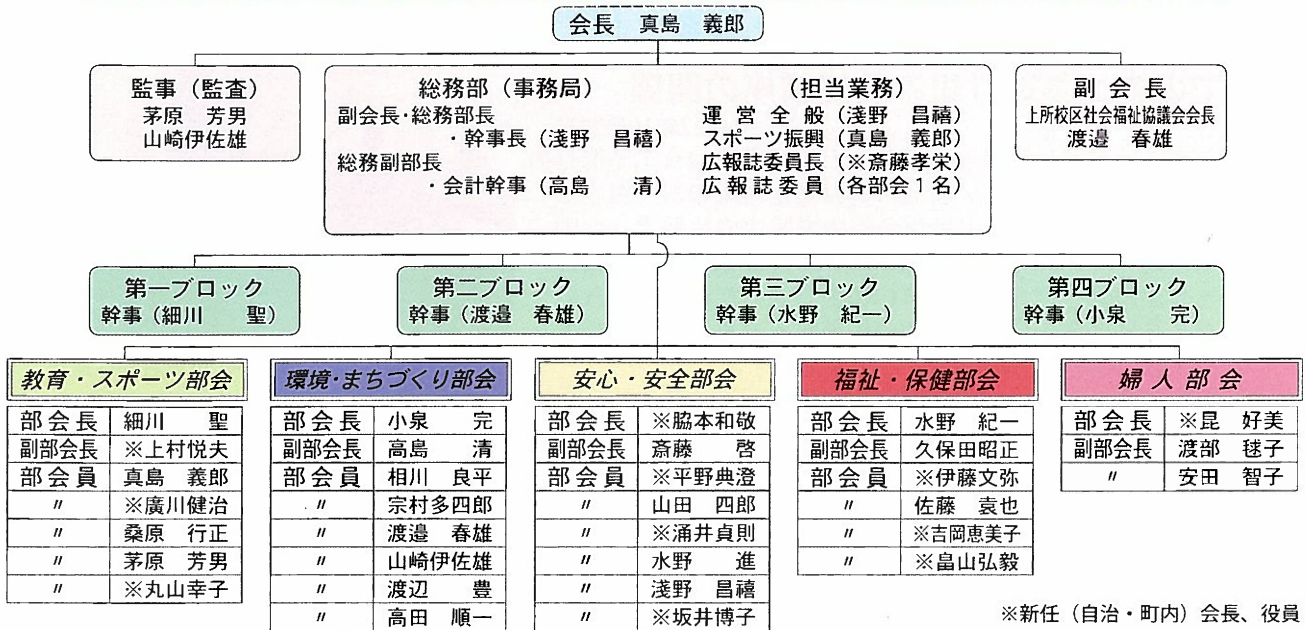 会長 真島 義郎
監事（監査）
茅原 芳男
山崎伊佐雄
総務部（事務局）
副会長・総務部長
・幹事長（淺野 昌禧）
総務副部長
・会計幹事（高島 清）
（担当業務）
運営全般（淺野 昌禧）
スポーツ振興（真島 義郎）
広報誌委員長（※斎藤孝栄）
広報誌委員（各部会１名）
副会長
上所校区社会福祉協議会会長
渡邉 春雄
第一ブロック
幹事（細川 聖）
第二ブロック
幹事（渡邉 春雄）
第三ブロック
幹事（水野 紀一）
第四ブロック
幹事（小泉 完）
教育・スポーツ部会
部会長 細川 聖
副部会長 ※上村悦夫
部会員 真島 義郎
〃 ※廣川健治
〃 桑原 行正
〃 茅原 芳男
〃 ※丸山幸子
環境・まちづくり部会
部会長 小泉 完
副部会長 高島 清
部会員 相川 良平
〃 宗村多四郎
〃 渡邉 春雄
〃 山崎伊佐雄
〃 渡辺 豊
〃 高田 順一
安心・安全部会
部会長 ※脇本和敬
副部会長 斎藤 啓
部会員 ※平野典澄
〃 山田 四郎
〃 ※涌井貞則
〃 水野 進
〃 淺野 昌禧
〃 ※坂井博子
福祉・保健部会
部会長 水野 紀一
副部会長 久保田昭正
部会員 ※伊藤文弥
〃 佐藤 袁也
〃 ※吉岡恵美子
〃 ※畠山弘毅
婦人部会
部会長 ※昆 好美
副部会長 渡部 毬子
〃 安田 智子
※新任（自治・町内）会長、役員